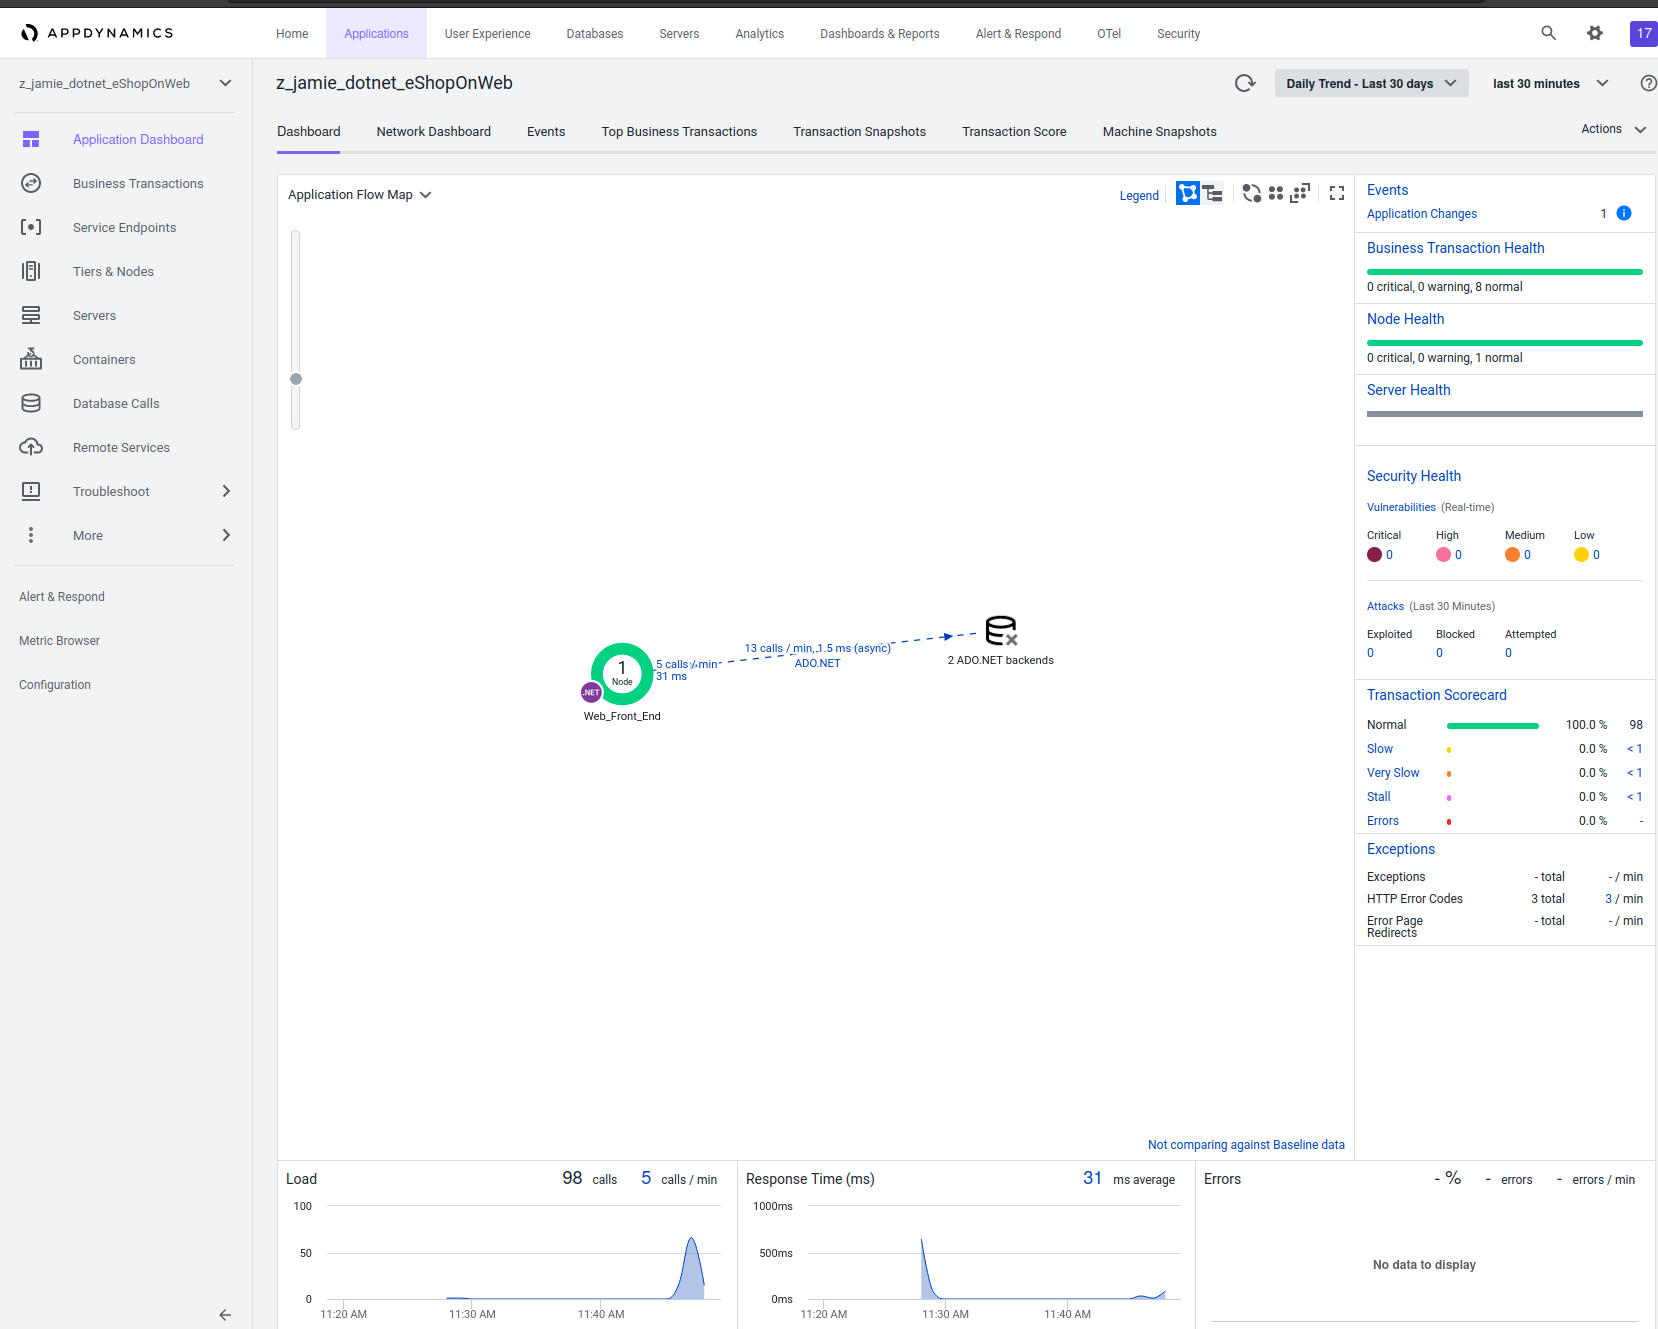 APPDYNAMICS
Home
Applications
User Experience
Databases
Servers
Analytics
Dashboards & Reports
Alert & Respond
OTel
Security
17
z_jamie_dotnet_eShopOnWeb
Application Dashboard
Business Transactions
Service Endpoints
Tiers & Nodes
Servers
Containers
Database Calls
Remote Services
Troubleshoot
More
Alert & Respond
Metric Browser
Configuration
z_jamie_dotnet_eShopOnWeb
Daily Trend - Last 30 days
last 30 minutes
Dashboard
Network Dashboard
Events
Top Business Transactions
Transaction Snapshots
Transaction Score
Machine Snapshots
Actions
Application Flow Map
Legend
1
Node
.NET
Web_Front_End
5 calls / min
31 ms
13 calls / min, 1.5 ms (async)
ADO.NET
2 ADO.NET backends
Not comparing against Baseline data
Events
Application Changes 1
Business Transaction Health
0 critical, 0 warning, 8 normal
Node Health
0 critical, 0 warning, 1 normal
Server Health
Security Health
Vulnerabilities (Real-time)
Critical High Medium Low
0 0 0 0
Attacks (Last 30 Minutes)
Exploited Blocked Attempted
0 0 0
Transaction Scorecard
Normal 100.0 % 98
Slow 0.0 % < 1
Very Slow 0.0 % < 1
Stall 0.0 % < 1
Errors 0.0 % -
Exceptions
Exceptions - total - / min
HTTP Error Codes 3 total 3 / min
Error Page - total - / min
Redirects
Load 98 calls 5 calls / min
100
50
0
11:20 AM 11:30 AM 11:40 AM
Response Time (ms) 31 ms average
1000ms
500ms
0ms
11:20 AM 11:30 AM 11:40 AM
Errors - % - errors - errors / min
No data to display